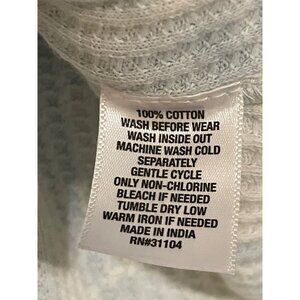 100% COTTON
WASH BEFORE WEAR
WASH INSIDE OUT
MACHINE WASH COLD
SEPARATELY
GENTLE CYCLE
ONLY NON-CHLORINE
BLEACH IF NEEDED
TUMBLE DRY LOW
WARM IRON IF NEEDED
MADE IN INDIA
RN#31104